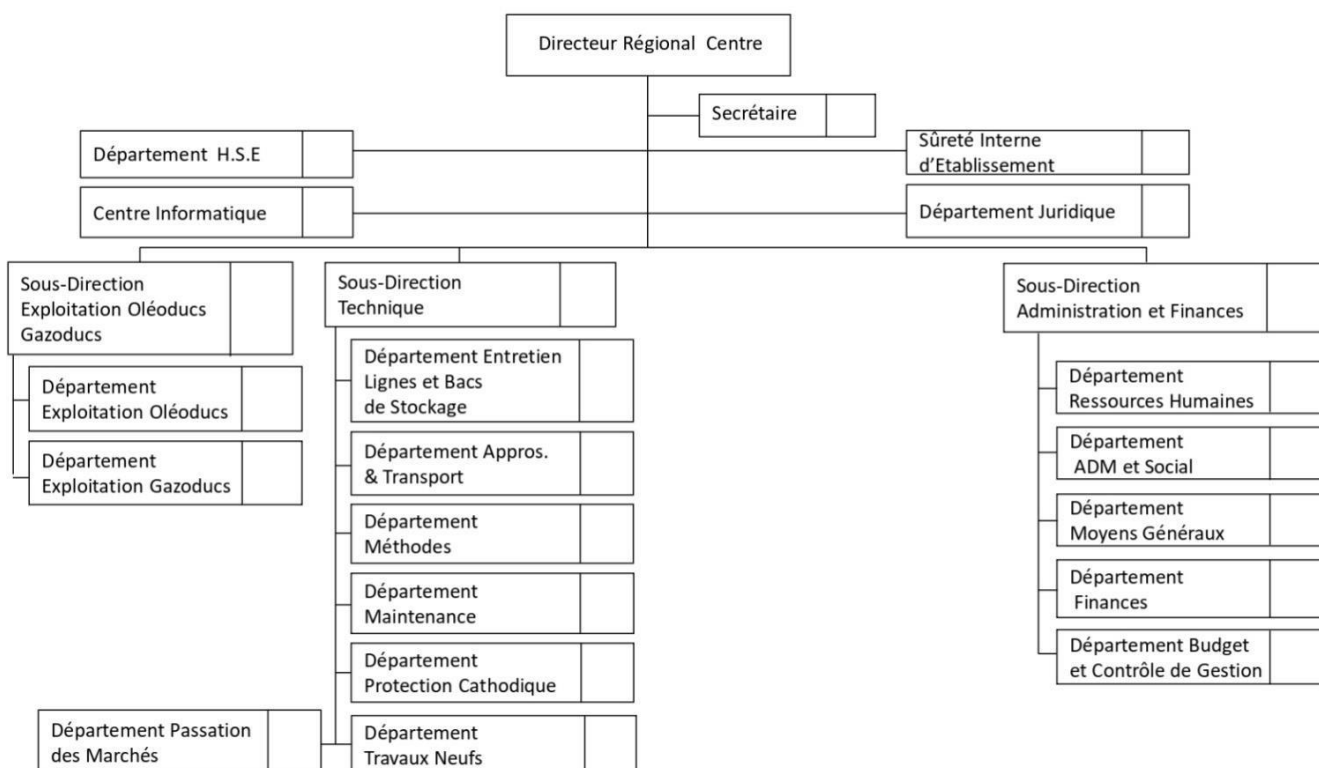 Directeur Régional Centre
Secrétaire
Département H.S.E
Sûreté Interne
d'Etablissement
Centre Informatique
Département Juridique
Sous-Direction
Exploitation Oléoducs
Gazoducs
Département
Exploitation Oléoducs
Département
Exploitation Gazoducs
Sous-Direction
Technique
Département Entretien
Lignes et Bacs
de Stockage
Département Appros.
& Transport
Département
Méthodes
Département
Maintenance
Département
Protection Cathodique
Département Passation
des Marchés
Département
Travaux Neufs
Sous-Direction
Administration et Finances
Département
Ressources Humaines
Département
ADM et Social
Département
Moyens Généraux
Département
Finances
Département Budget
et Contrôle de Gestion